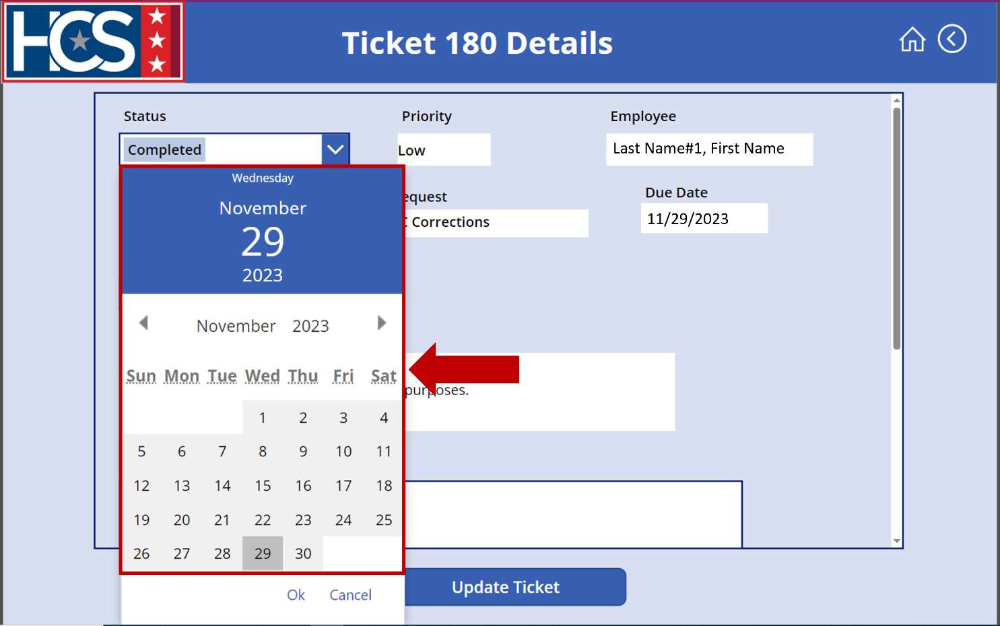 HCS
Ticket 180 Details
Status
Priority
Employee
Completed
Low
Last Name#1, First Name
Wednesday
November
29
2023
equest
Due Date
Corrections
11/29/2023
November 2023
Sun Mon Tue Wed Thu Fri Sat
purposes.
1 2 3 4
5 6 7 8 9 10 11
12 13 14 15 16 17 18
19 20 21 22 23 24 25
26 27 28 29 30
Ok Cancel
Update Ticket